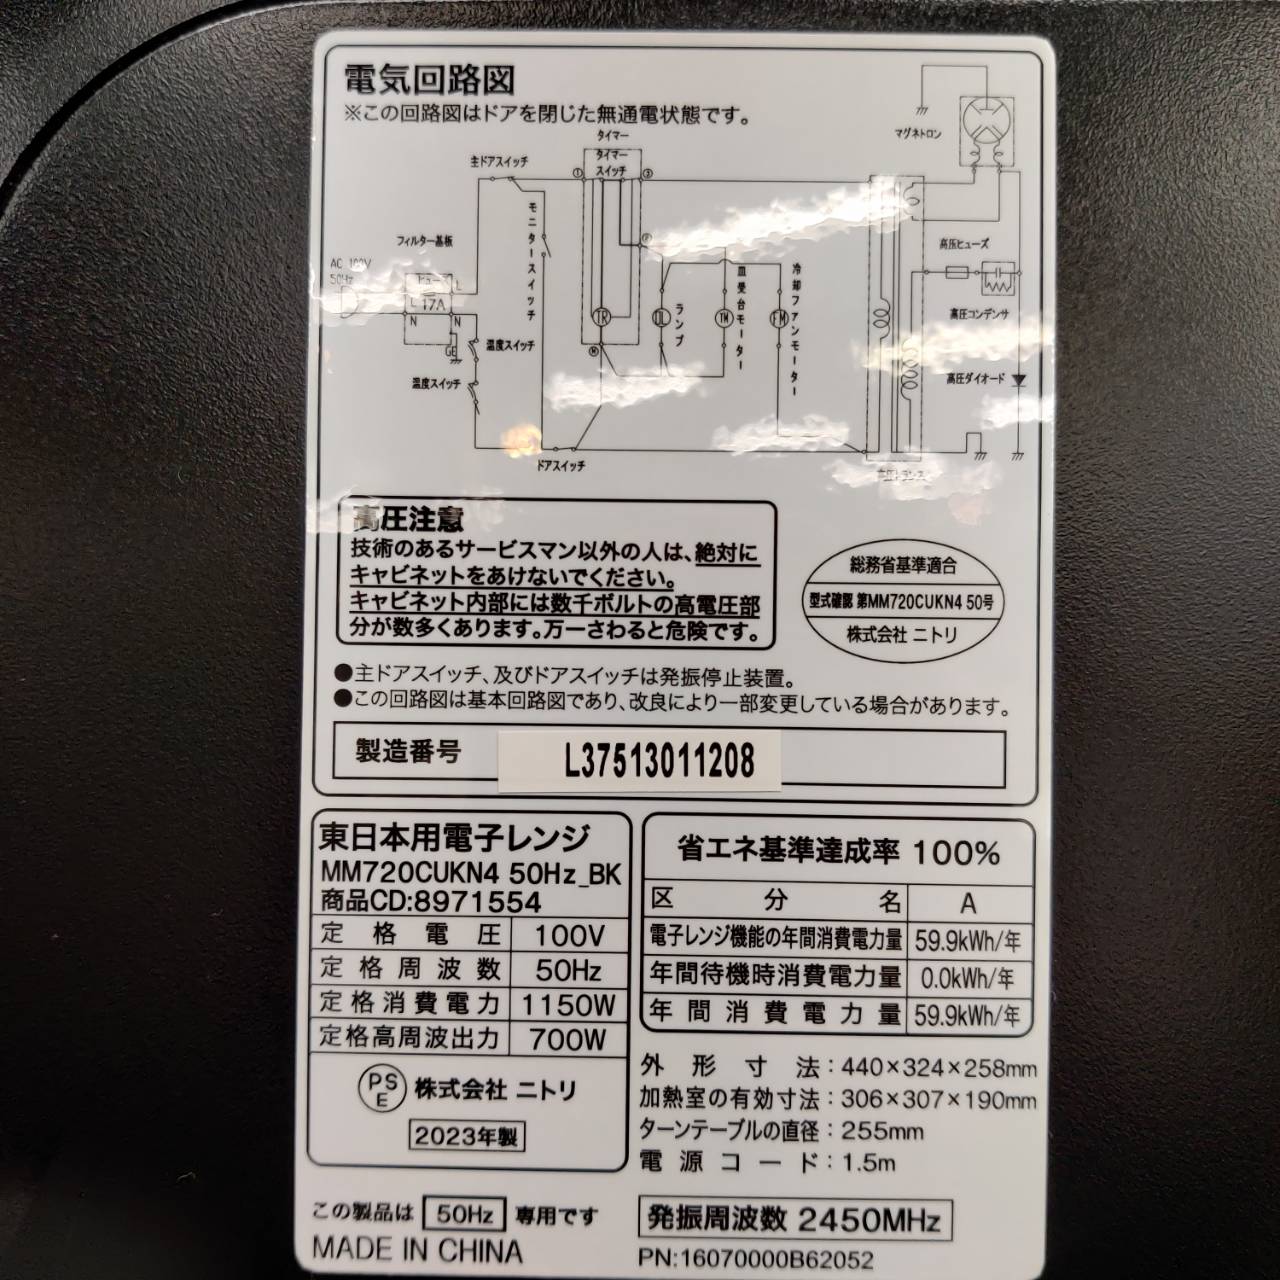 電気回路図
※この回路図はドアを閉じた無通電状態です。
タイマー
タイマー
スイッチ
マグネトロン
主ドアスイッチ
モニタースイッチ
フィルター基板
AC 100V
50Hz
ヒューズ
17A
L
L
N
N
GE
温度スイッチ
温度スイッチ
TR
M
OL
ランプ
TM
皿受台モーター
FM
冷却ファンモーター
高圧ヒューズ
高圧コンデンサ
高圧ダイオード
ドアスイッチ
高圧注意
技術のあるサービスマン以外の人は、絶対に
キャビネットをあけないでください。
キャビネット内部には数千ボルトの高電圧部
分が数多くあります。万一さわると危険です。
総務省基準適合
型式確認 第MM720CUKN4 50号
株式会社 ニトリ
●主ドアスイッチ、及びドアスイッチは発振停止装置。
●この回路図は基本回路図であり、改良により一部変更している場合があります。
製造番号 L37513011208
東日本用電子レンジ
MM720CUKN4 50Hz_BK
商品CD:8971554
定格電圧 100V
定格周波数 50Hz
定格消費電力 1150W
定格高周波出力 700W
PSE 株式会社 ニトリ
2023年製
省エネ基準達成率 100%
区分名 A
電子レンジ機能の年間消費電力量 59.9kWh/年
年間待機時消費電力量 0.0kWh/年
年間消費電力量 59.9kWh/年
外形寸法:440×324×258mm
加熱室の有効寸法:306×307×190mm
ターンテーブルの直径:255mm
電源コード:1.5m
この製品は 50Hz 専用です
MADE IN CHINA
発振周波数 2450MHz
PN:16070000B62052